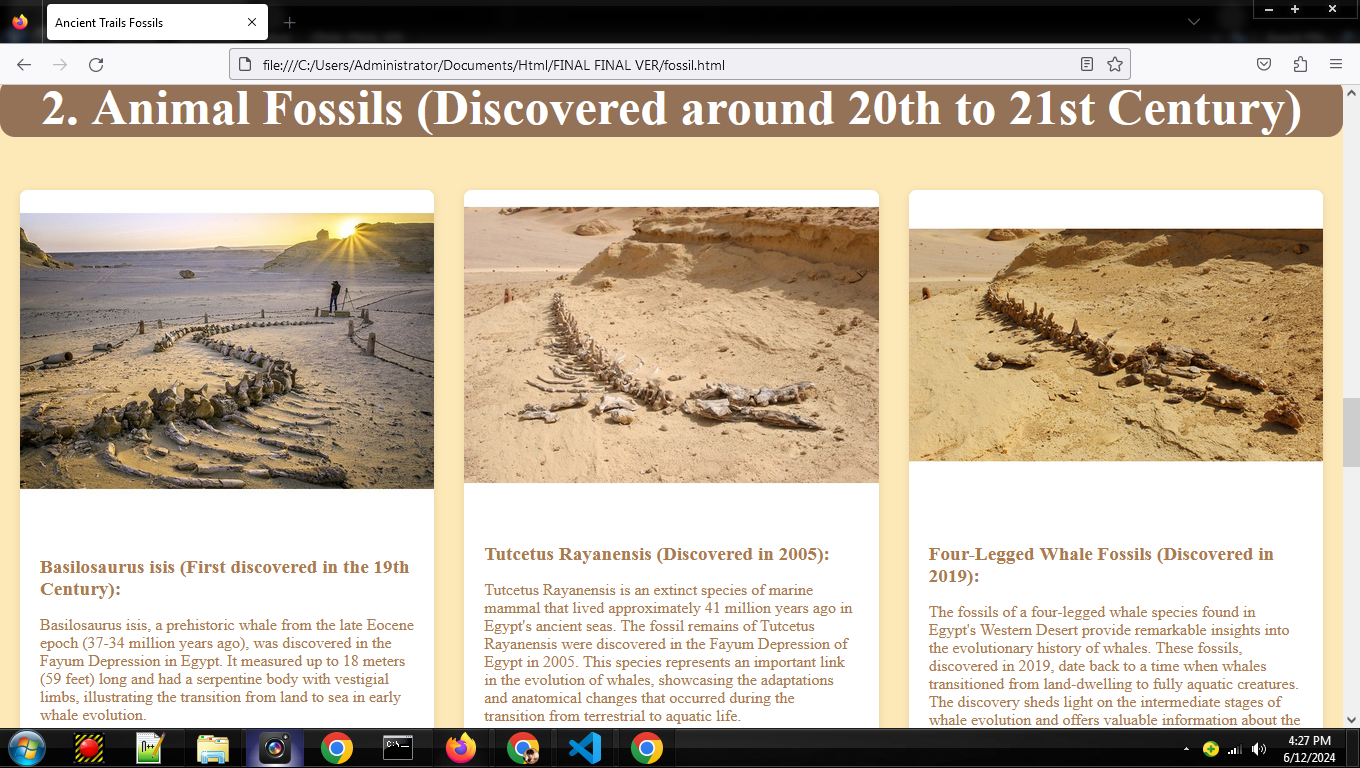 Ancient Trails Fossils
file:///C:/Users/Administrator/Documents/Html/FINAL FINAL VER/fossil.html
2. Animal Fossils (Discovered around 20th to 21st Century)
Basilosaurus isis (First discovered in the 19th
Century):
Basilosaurus isis, a prehistoric whale from the late Eocene
epoch (37-34 million years ago), was discovered in the
Fayum Depression in Egypt. It measured up to 18 meters
(59 feet) long and had a serpentine body with vestigial
limbs, illustrating the transition from land to sea in early
whale evolution.
Tutcetus Rayanensis (Discovered in 2005):
Tutcetus Rayanensis is an extinct species of marine
mammal that lived approximately 41 million years ago in
Egypt's ancient seas. The fossil remains of Tutcetus
Rayanensis were discovered in the Fayum Depression of
Egypt in 2005. This species represents an important link
in the evolution of whales, showcasing the adaptations
and anatomical changes that occurred during the
transition from terrestrial to aquatic life.
Four-Legged Whale Fossils (Discovered in
2019):
The fossils of a four-legged whale species found in
Egypt's Western Desert provide remarkable insights into
the evolutionary history of whales. These fossils,
discovered in 2019, date back to a time when whales
transitioned from land-dwelling to fully aquatic creatures.
The discovery sheds light on the intermediate stages of
whale evolution and offers valuable information about the
4:27 PM
6/12/2024